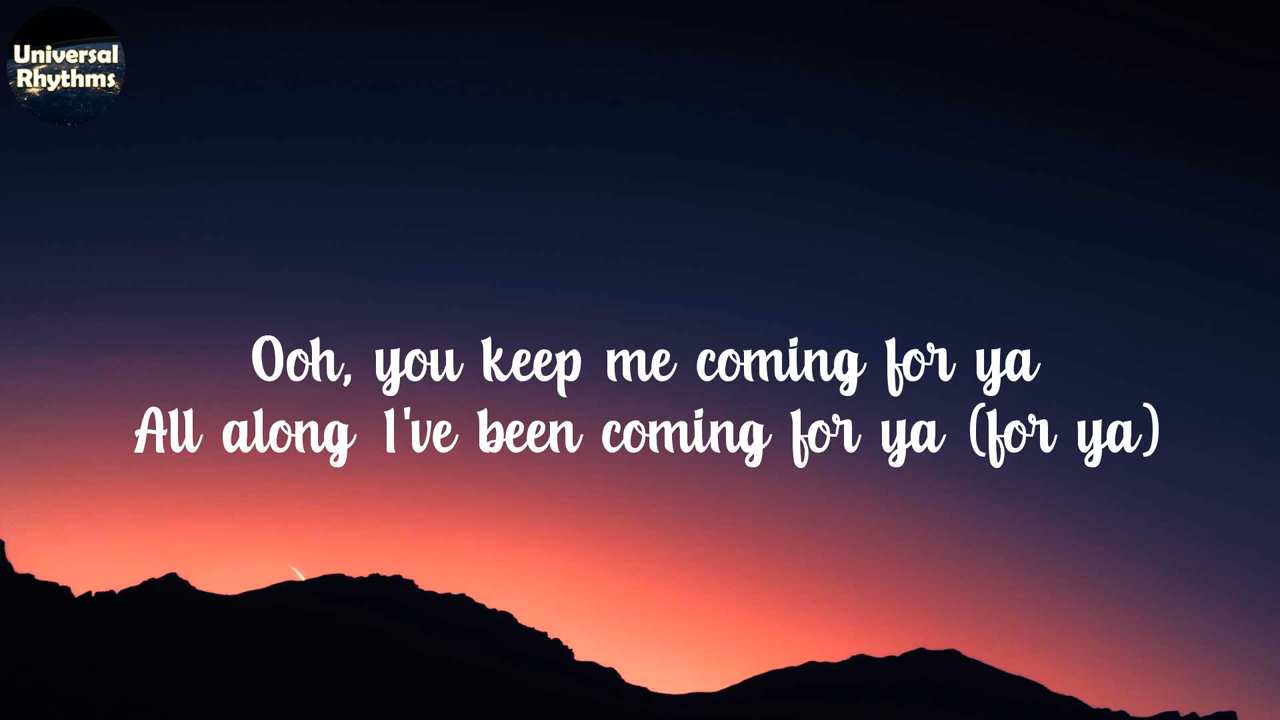 Universal
Rhythms
Ooh, you keep me coming for ya
All along I've been coming for ya (for ya)